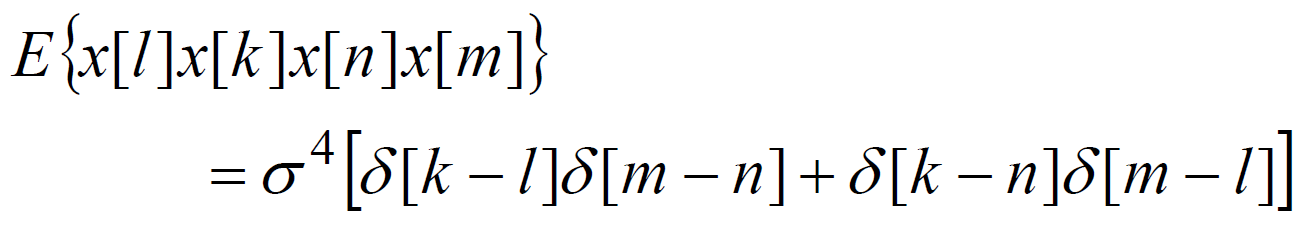 E{x[l]x[k]x[n]x[m]}
= σ⁴[δ[k − l]δ[m − n] + δ[k − n]δ[m − l]]